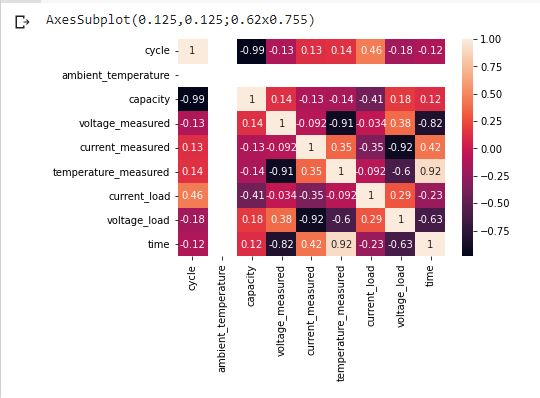 AxesSubplot(0.125,0.125;0.62x0.755)
cycle 1 -0.99 -0.13 0.13 0.14 0.46 -0.18 -0.12
ambient_temperature
capacity -0.99 1 0.14 -0.13 -0.14 -0.41 0.18 0.12
voltage_measured -0.13 0.14 1 -0.092 -0.91 -0.034 0.38 -0.82
current_measured 0.13 -0.13 -0.092 1 0.35 -0.35 -0.92 0.42
temperature_measured 0.14 -0.14 -0.91 0.35 1 -0.092 -0.6 0.92
current_load 0.46 -0.41 -0.034 -0.35 -0.092 1 0.29 -0.23
voltage_load -0.18 0.18 0.38 -0.92 -0.6 0.29 1 -0.63
time -0.12 0.12 -0.82 0.42 0.92 -0.23 -0.63 1
cycle
ambient_temperature
capacity
voltage_measured
current_measured
temperature_measured
current_load
voltage_load
time
1.00
0.75
0.50
0.25
0.00
-0.25
-0.50
-0.75